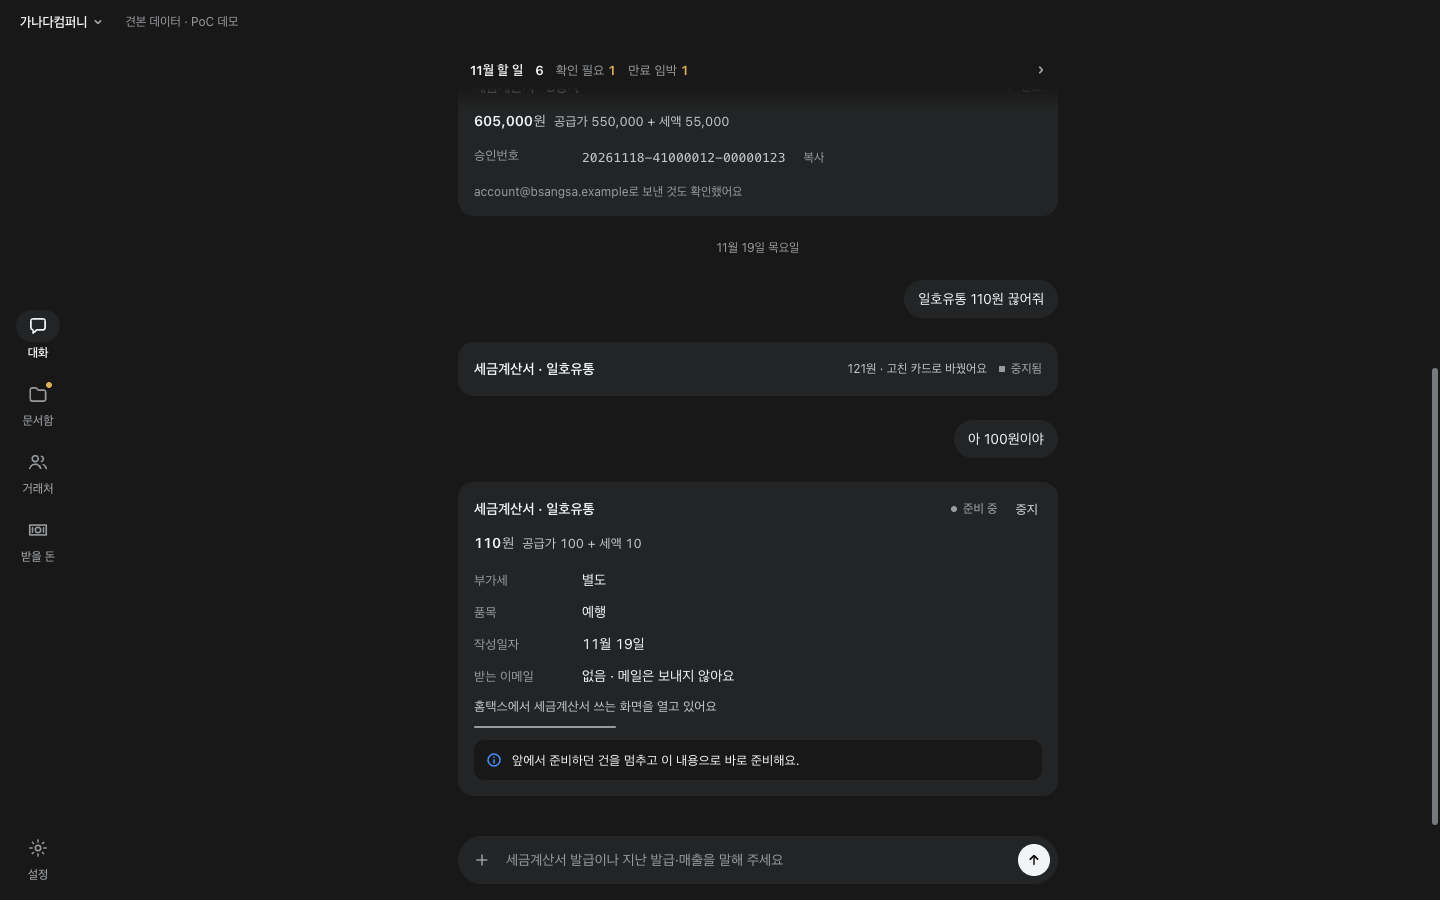 가나다컴퍼니 견본 데이터 · PoC 데모
11월 할 일 6 확인 필요 1 만료 임박 1
605,000원 공급가 550,000 + 세액 55,000
승인번호 20261118-41000012-00000123 복사
account@bsangsa.example로 보낸 것도 확인했어요
11월 19일 목요일
일호유통 110원 끊어줘
세금계산서 · 일호유통 121원 · 고친 카드로 바꿨어요 중지됨
아 100원이야
세금계산서 · 일호유통 준비 중 중지
110원 공급가 100 + 세액 10
부가세 별도
품목 예행
작성일자 11월 19일
받는 이메일 없음 · 메일은 보내지 않아요
홈택스에서 세금계산서 쓰는 화면을 열고 있어요
앞에서 준비하던 건을 멈추고 이 내용으로 바로 준비해요.
세금계산서 발급이나 지난 발급·매출을 말해 주세요
대화
문서함
거래처
받을 돈
설정